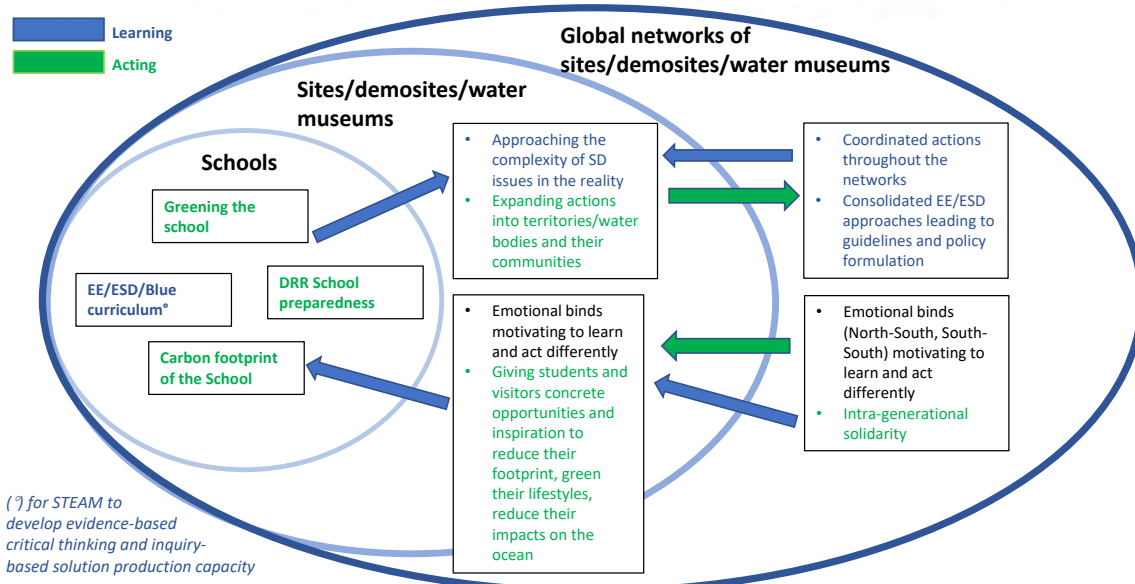 Learning
Acting
Global networks of
sites/demosites/water museums
Sites/demosites/water
museums
Schools
Greening the
school
EE/ESD/Blue
curriculum°
DRR School
preparedness
Carbon footprint
of the School
• Approaching the
complexity of SD
issues in the reality
• Expanding actions
into territories/water
bodies and their
communities
• Coordinated actions
throughout the
networks
• Consolidated EE/ESD
approaches leading to
guidelines and policy
formulation
• Emotional binds
motivating to learn
and act differently
• Giving students and
visitors concrete
opportunities and
inspiration to
reduce their
footprint, green
their lifestyles,
reduce their
impacts on the
ocean
• Emotional binds
(North-South, South-
South) motivating to
learn and act
differently
• Intra-generational
solidarity
(°) for STEAM to
develop evidence-based
critical thinking and inquiry-
based solution production capacity